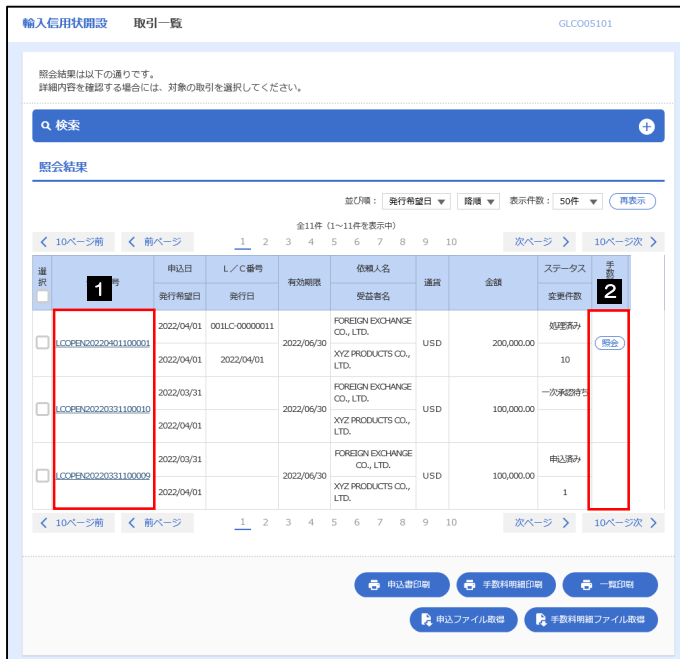 輸入信用状開設 取引一覧 GLCO05101
照会結果は以下の通りです。
詳細内容を確認する場合には、対象の取引を選択してください。
検索
照会結果
並び順： 発行希望日 降順 表示件数： 50件 再表示
全11件（1～11件を表示中）
10ページ前 前ページ 1 2 3 4 5 6 7 8 9 10 次ページ 10ページ次
選択 1 号 申込日 L／C番号 有効期限 依頼人名 通貨 金額 ステータス 手数 2
発行希望日 発行日 受益者名 変更件数
LCOPEN20220401100001 2022/04/01 001LC-00000011 2022/06/30 FOREIGN EXCHANGE CO., LTD. USD 200,000.00 処理済み 照会
2022/04/01 2022/04/01 XYZ PRODUCTS CO., LTD. 10
LCOPEN20220331100010 2022/03/31 2022/06/30 FOREIGN EXCHANGE CO., LTD. USD 100,000.00 一次承認待ち
2022/04/01 XYZ PRODUCTS CO., LTD.
LCOPEN20220331100009 2022/03/31 2022/06/30 FOREIGN EXCHANGE CO., LTD. USD 100,000.00 申込済み
2022/04/01 XYZ PRODUCTS CO., LTD. 1
10ページ前 前ページ 1 2 3 4 5 6 7 8 9 10 次ページ 10ページ次
申込書印刷 手数料明細印刷 一覧印刷
申込ファイル取得 手数料明細ファイル取得